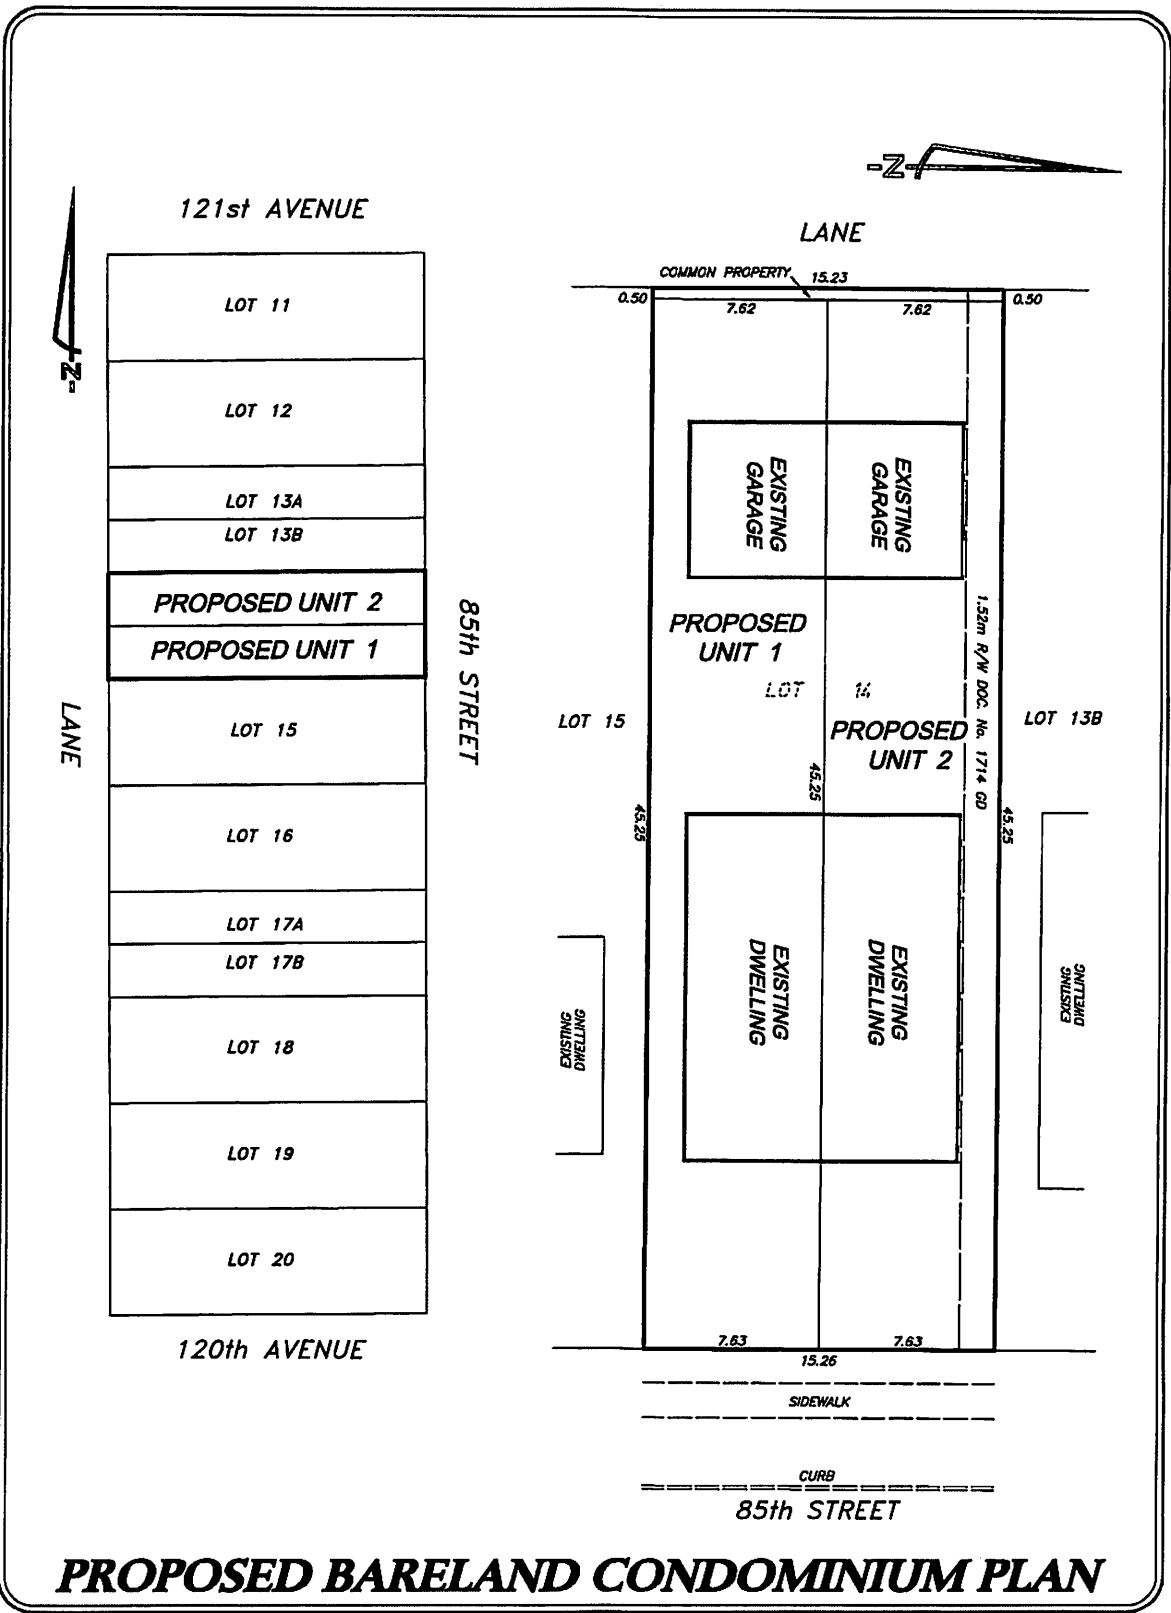 -Z-
121st AVENUE
LOT 11
LOT 12
LOT 13A
LOT 13B
PROPOSED UNIT 2
PROPOSED UNIT 1
LOT 15
LOT 16
LOT 17A
LOT 17B
LOT 18
LOT 19
LOT 20
120th AVENUE
LANE
85th STREET
-Z-
LANE
COMMON PROPERTY
15.23
0.50
7.62
7.62
0.50
EXISTING
GARAGE
EXISTING
GARAGE
PROPOSED
UNIT 1
LOT 14
PROPOSED
UNIT 2
1.52m R/W DOC. No. 1714 GD
LOT 15
LOT 13B
45.25
45.25
45.25
EXISTING
DWELLING
EXISTING
DWELLING
EXISTING
DWELLING
EXISTING
DWELLING
7.63
7.63
15.26
SIDEWALK
CURB
85th STREET
PROPOSED BARELAND CONDOMINIUM PLAN